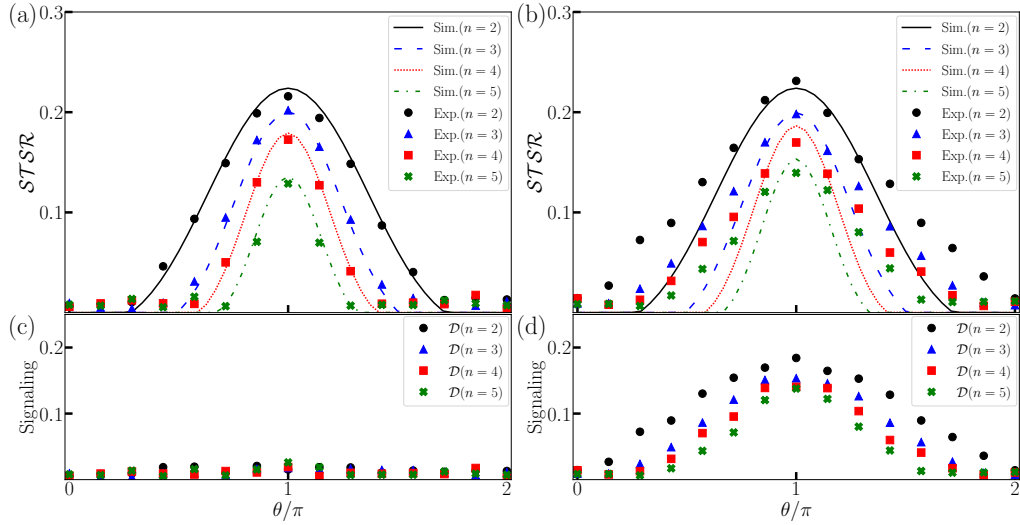 (a)
0.3
0.2
0.1
STSR
Sim.(n = 2)
Sim.(n = 3)
Sim.(n = 4)
Sim.(n = 5)
Exp.(n = 2)
Exp.(n = 3)
Exp.(n = 4)
Exp.(n = 5)
(b)
0.3
0.2
0.1
STSR
Sim.(n = 2)
Sim.(n = 3)
Sim.(n = 4)
Sim.(n = 5)
Exp.(n = 2)
Exp.(n = 3)
Exp.(n = 4)
Exp.(n = 5)
(c)
0.2
0.1
Signaling
D(n = 2)
D(n = 3)
D(n = 4)
D(n = 5)
0 1 2
θ/π
(d)
0.2
0.1
Signaling
D(n = 2)
D(n = 3)
D(n = 4)
D(n = 5)
0 1 2
θ/π